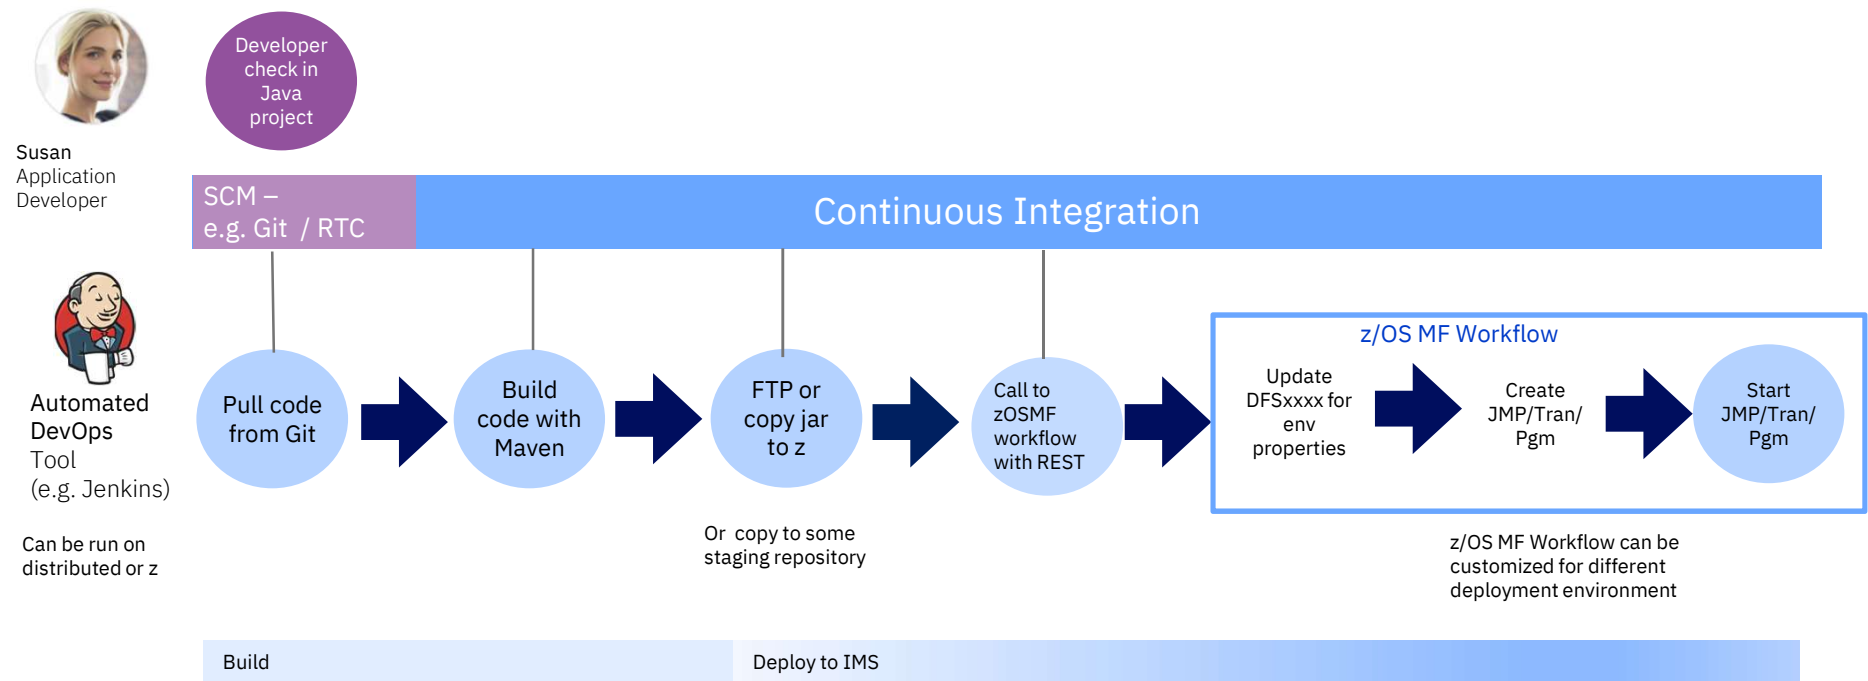 Developer
check in
Java
project
Susan
Application
Developer
SCM –
e.g. Git / RTC
Continuous Integration
Automated
DevOps
Tool
(e.g. Jenkins)
Can be run on
distributed or z
Pull code
from Git
Build
code with
Maven
FTP or
copy jar
to z
Or copy to some
staging repository
Call to
zOSMF
workflow
with REST
z/OS MF Workflow
Update
DFSxxxx for
env
properties
Create
JMP/Tran/
Pgm
Start
JMP/Tran/
Pgm
z/OS MF Workflow can be
customized for different
deployment environment
Build
Deploy to IMS